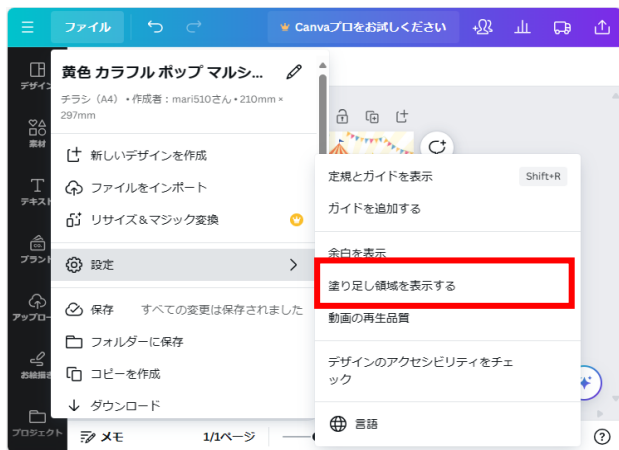 ファイル
Canvaプロをお試しください
デザイン
素材
テキスト
ブランド
アップロー
お絵描き
プロジェクト
黄色 カラフル ポップ マルシ...
チラシ（A4）・作成者：mari510さん・210mm ×
297mm
新しいデザインを作成
ファイルをインポート
リサイズ＆マジック変換
設定
保存 すべての変更は保存されました
フォルダーに保存
コピーを作成
ダウンロード
定規とガイドを表示 Shift+R
ガイドを追加する
余白を表示
塗り足し領域を表示する
動画の再生品質
デザインのアクセシビリティをチェ
ック
言語
メモ
1/1ページ